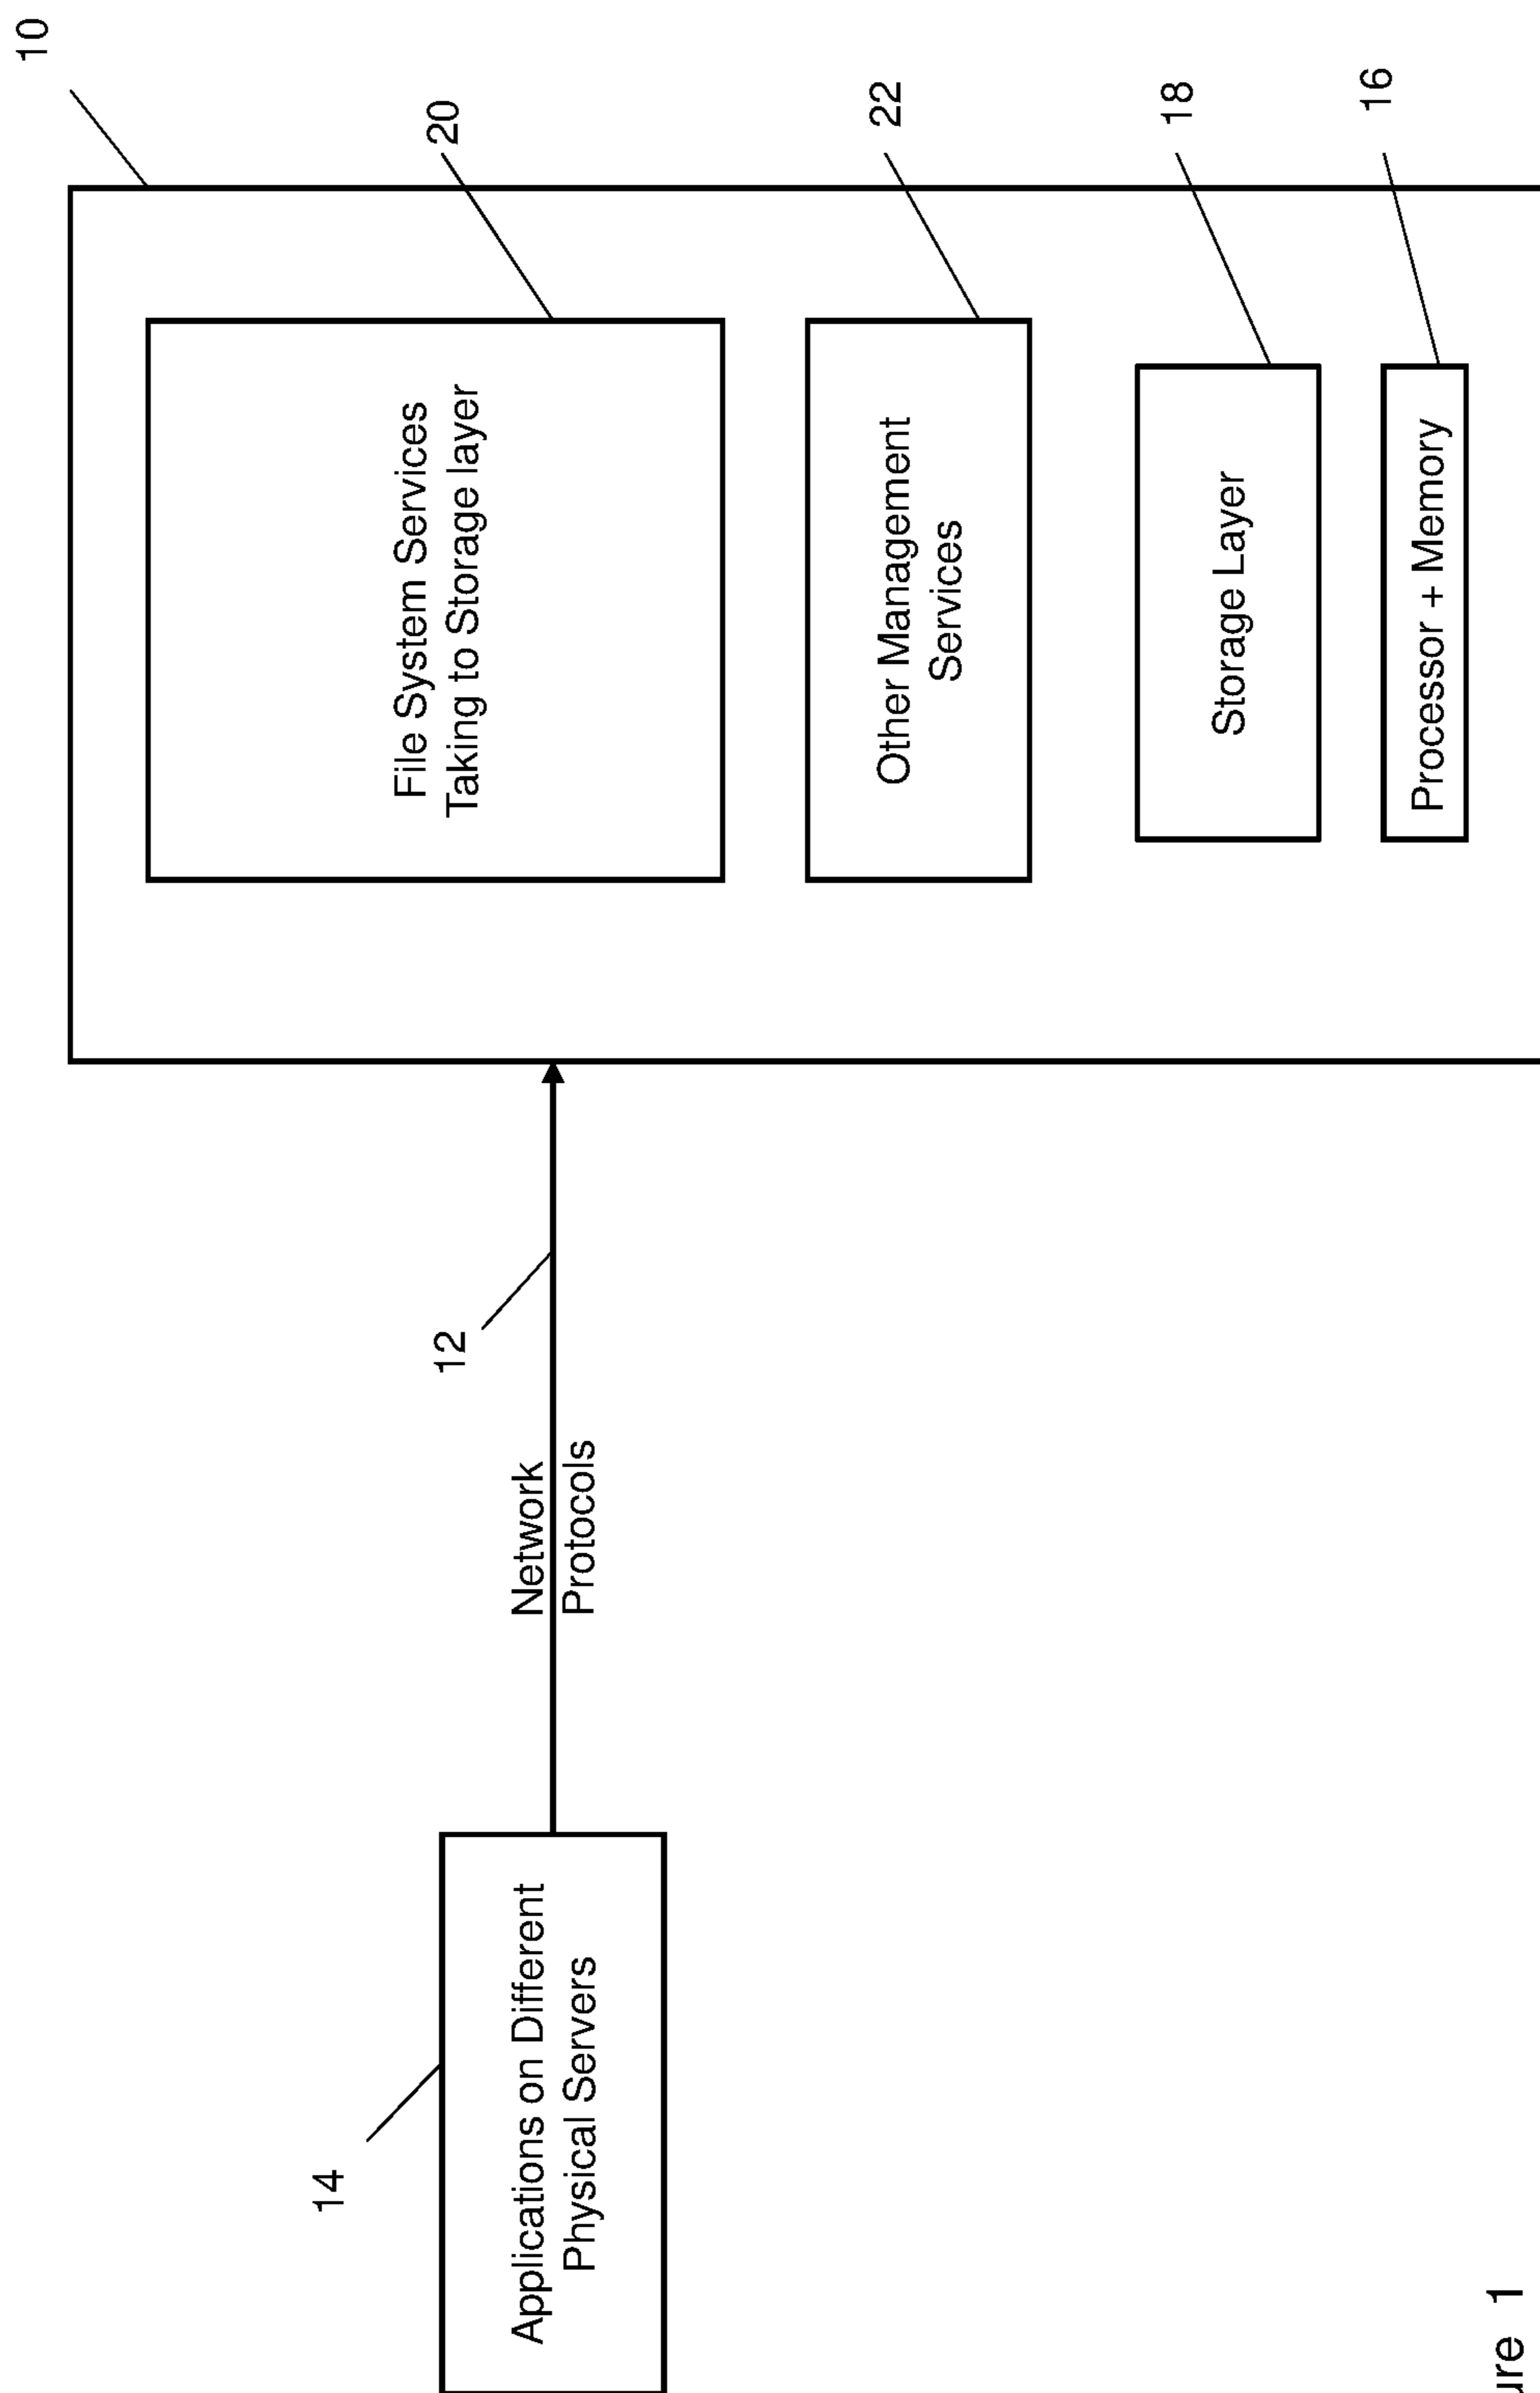 10
20
File System Services
Taking to Storage layer
22
Other Management
Services
18
Storage Layer
16
Processor + Memory
12
Network
Protocols
14
Applications on Different
Physical Servers
ure 1